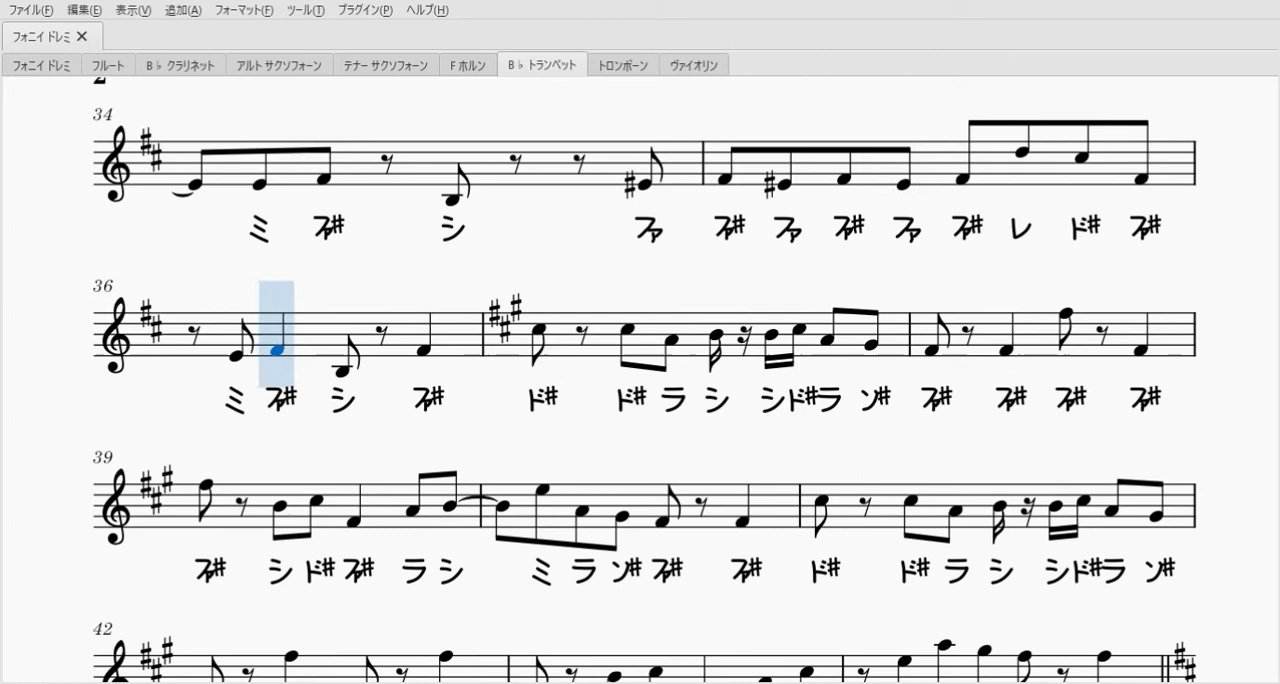 ファイル(F) 編集(E) 表示(V) 追加(A) フォーマット(F) ツール(T) プラグイン(P) ヘルプ(H)
フォニイ ドレミ ✕
フォニイ ドレミ フルート B♭ クラリネット アルト サクソフォーン テナー サクソフォーン F ホルン B♭ トランペット トロンボーン ヴァイオリン
2
34
ミ ファ# シ ファ ファ# ファ ファ# ファ ファ# レ ド# ファ#
36
ミ ファ# シ ファ# ド# ド# ラ シ シ ド# ラ ソ# ファ# ファ# ファ# ファ#
39
ファ# シ ド# ファ# ラ シ ミ ラ ソ# ファ# ファ# ド# ド# ラ シ シ ド# ラ ソ#
42